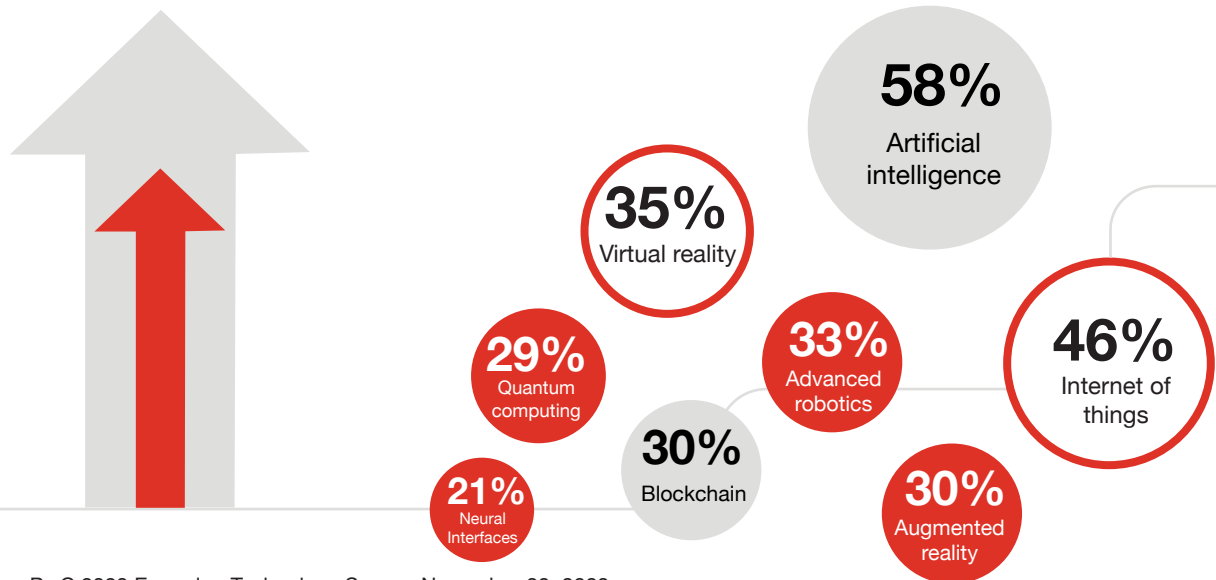 58%
Artificial
intelligence
35%
Virtual reality
46%
Internet of
things
33%
Advanced
robotics
29%
Quantum
computing
30%
Blockchain
21%
Neural
Interfaces
30%
Augmented
reality